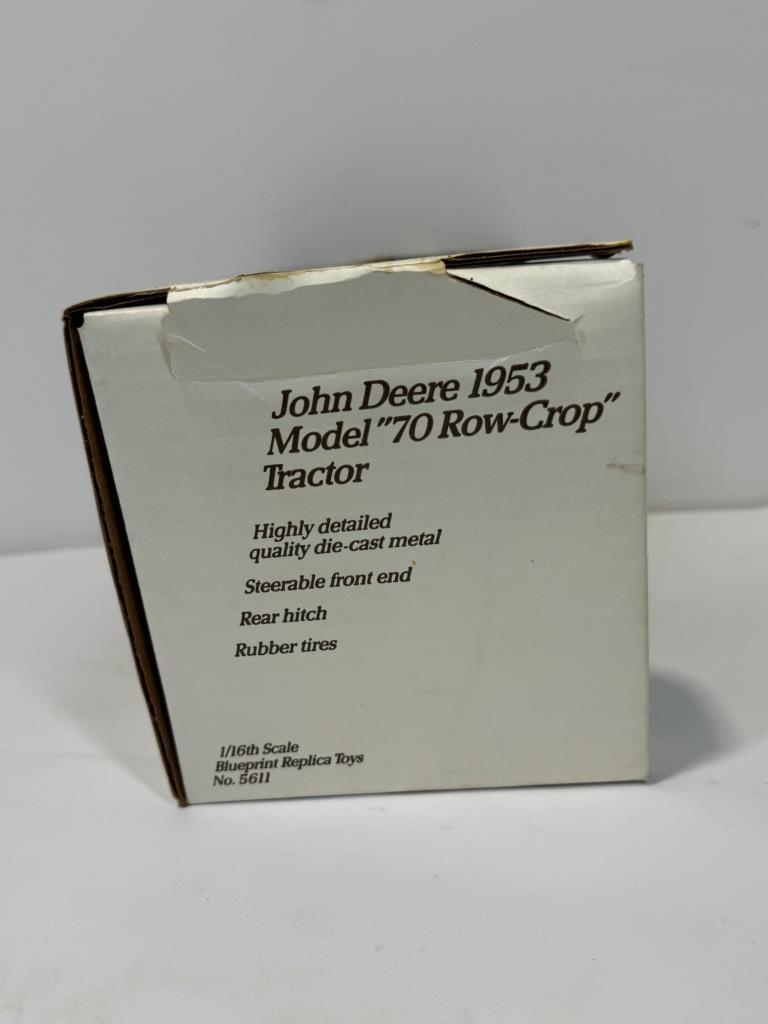 John Deere 1953
Model "70 Row-Crop"
Tractor
Highly detailed
quality die-cast metal
Steerable front end
Rear hitch
Rubber tires
1/16th Scale
Blueprint Replica Toys
No. 5611